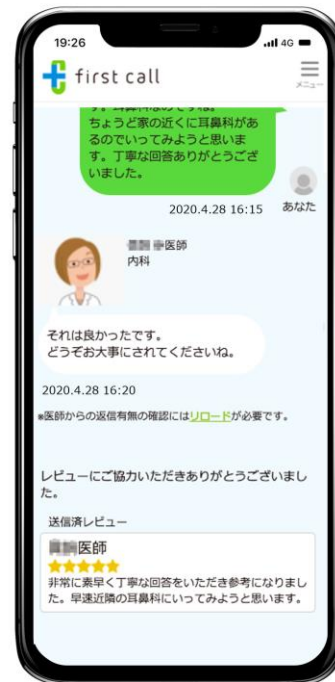 19:26
4G
first call
メニュー
す。耳鼻科なのですね。
ちょうど家の近くに耳鼻科があ
るのでいってみようと思いま
す。丁寧な回答ありがとうござ
いました。
2020.4.28 16:15
あなた
医師
内科
それは良かったです。
どうぞお大事にされてくださいね。
2020.4.28 16:20
※医師からの返信有無の確認にはリロードが必要です。
レビューにご協力いただきありがとうございまし
た。
送信済レビュー
医師
★★★★★
非常に素早く丁寧な回答をいただき参考になりまし
た。早速近隣の耳鼻科にいってみようと思います。